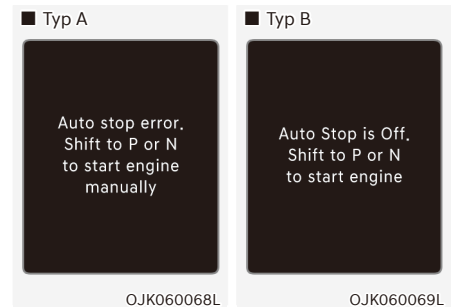 ■ Typ A
Auto stop error.
Shift to P or N
to start engine
manually
OJK060068L
■ Typ B
Auto Stop is Off.
Shift to P or N
to start engine
OJK060069L